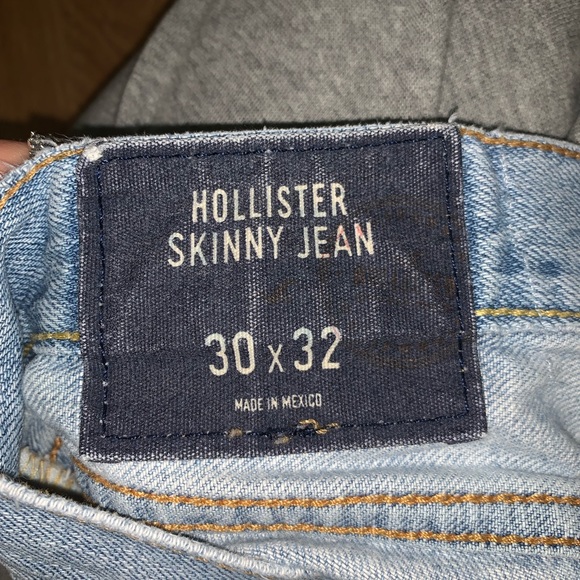 HOLLISTER
SKINNY JEAN
30 x 32
MADE IN MEXICO